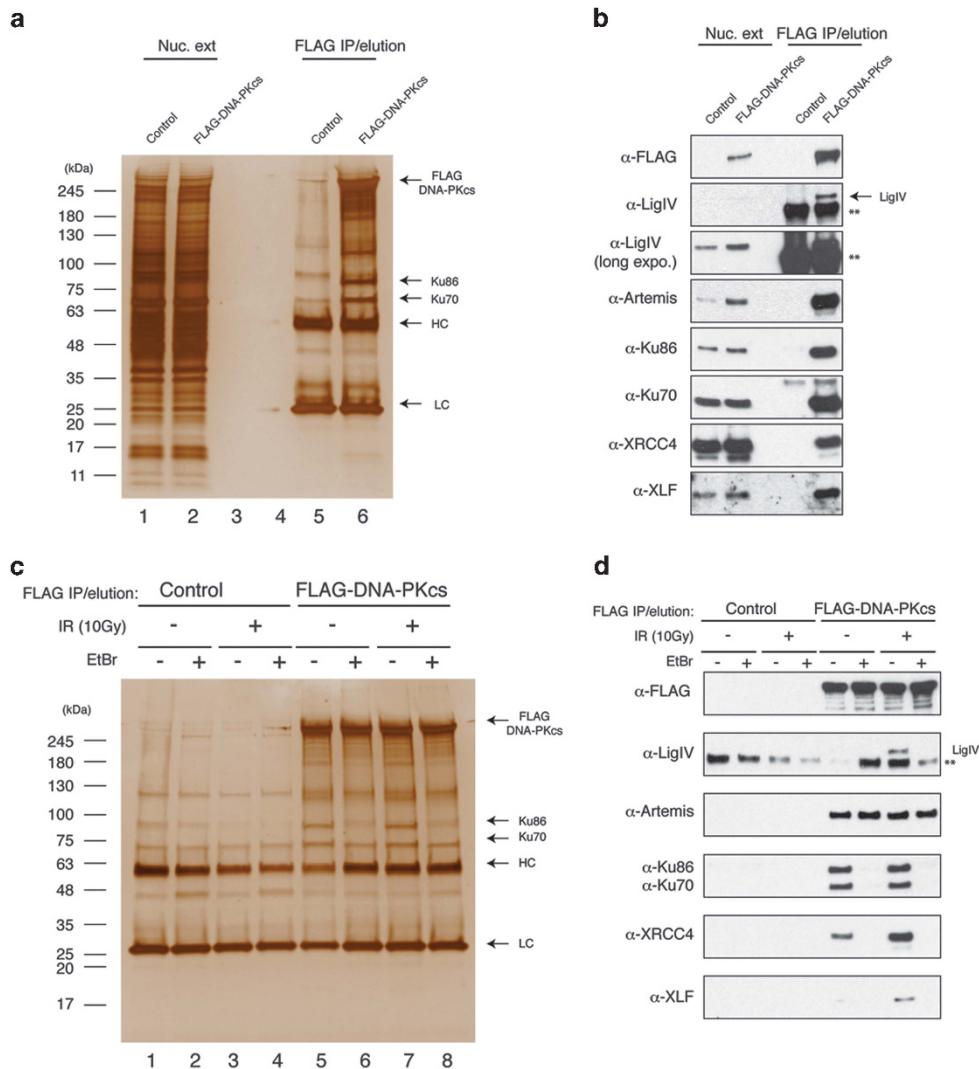 a
Nuc. ext FLAG IP/elution
Control FLAG-DNA-PKcs Control FLAG-DNA-PKcs
(kDa)
245
180
130
100
75
63
48
35
25
20
17
11
FLAG
DNA-PKcs
Ku86
Ku70
HC
LC
1 2 3 4 5 6
b
Nuc. ext FLAG IP/elution
Control FLAG-DNA-PKcs Control FLAG-DNA-PKcs
α-FLAG
α-LigIV LigIV
**
α-LigIV
(long expo.) **
α-Artemis
α-Ku86
α-Ku70
α-XRCC4
α-XLF
c
FLAG IP/elution: Control FLAG-DNA-PKcs
IR (10Gy) - + - +
EtBr - + - + - + - +
(kDa)
245
180
130
100
75
63
48
35
25
20
17
FLAG
DNA-PKcs
Ku86
Ku70
HC
LC
1 2 3 4 5 6 7 8
d
FLAG IP/elution: Control FLAG-DNA-PKcs
IR (10Gy) - + - +
EtBr - + - + - + - +
α-FLAG
α-LigIV LigIV
**
α-Artemis
α-Ku86
α-Ku70
α-XRCC4
α-XLF